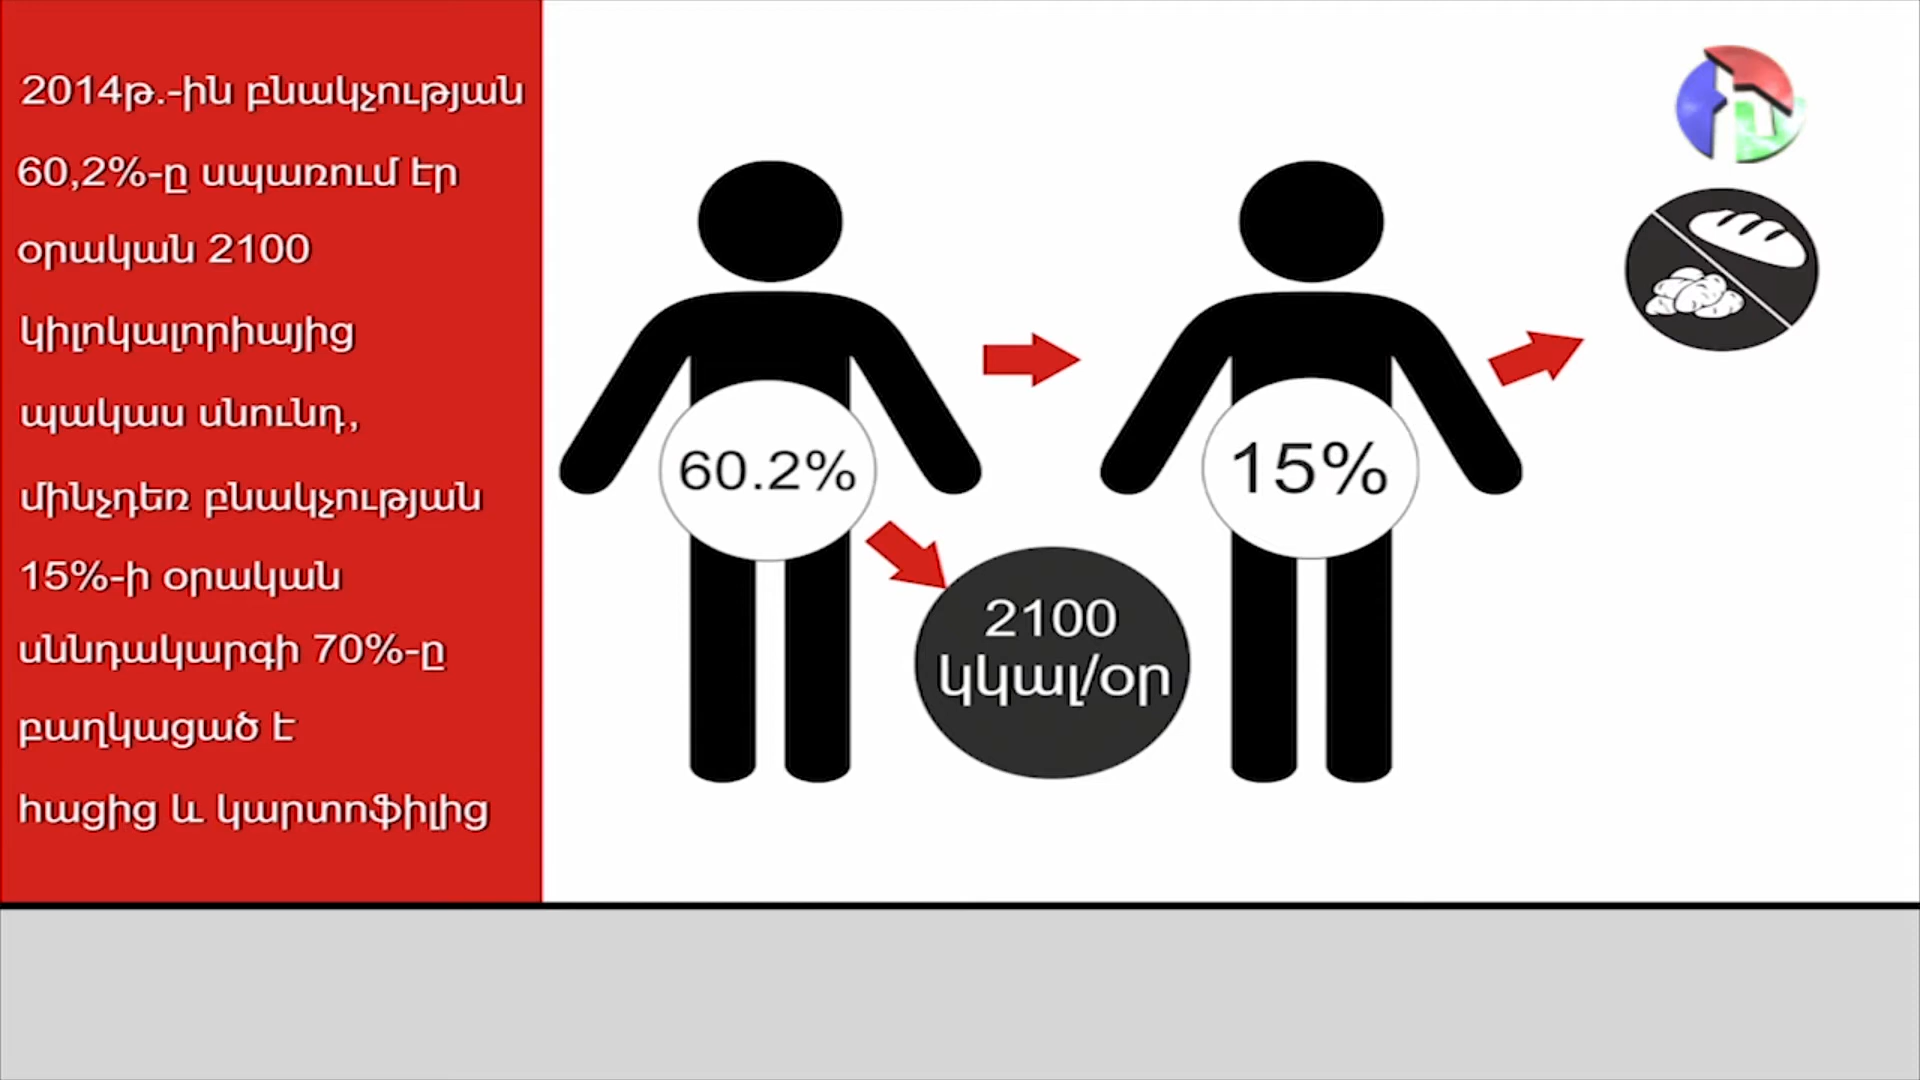 2014թ.-ին բնակչության
60,2%-ը սպառում էր
օրական 2100
կիլոկալորիայից
պակաս սնունդ,
մինչդեռ բնակչության
15%-ի օրական
սննդակարգի 70%-ը
բաղկացած է
հացից և կարտոֆիլից
60.2%
15%
2100
կկալ/օր